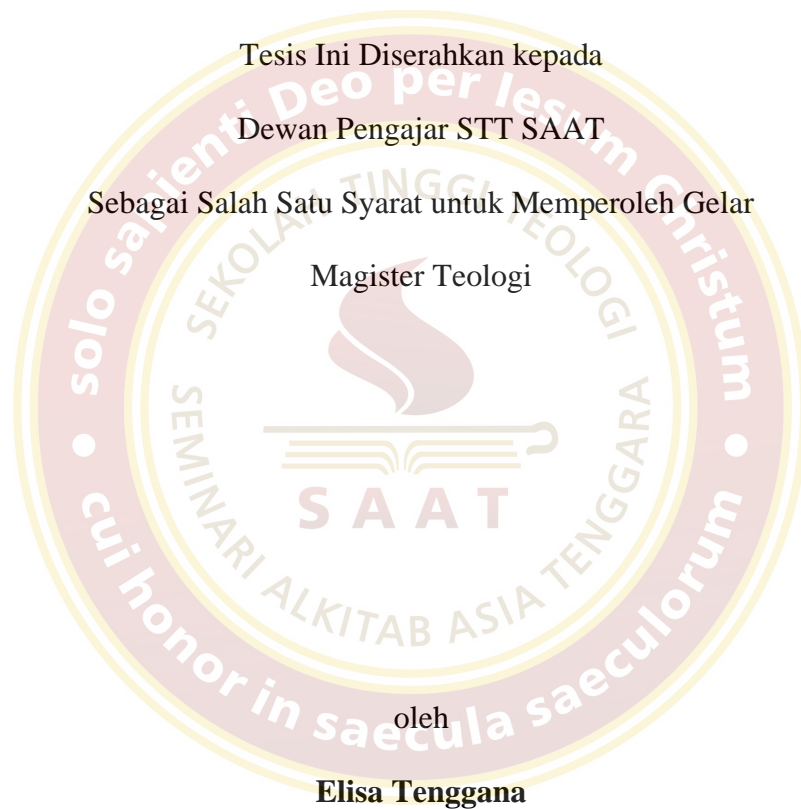 Tesis Ini Diserahkan kepada
Dewan Pengajar STT SAAT
Sebagai Salah Satu Syarat untuk Memperoleh Gelar
Magister Teologi
solo sapienti Deo per Iesum Christum
SEKOLAH TINGGI TEOLOGI
SAAT
SEMINARI ALKITAB ASIA TENGGARA
cui honor in saecula saeculorum
oleh
Elisa Tenggana